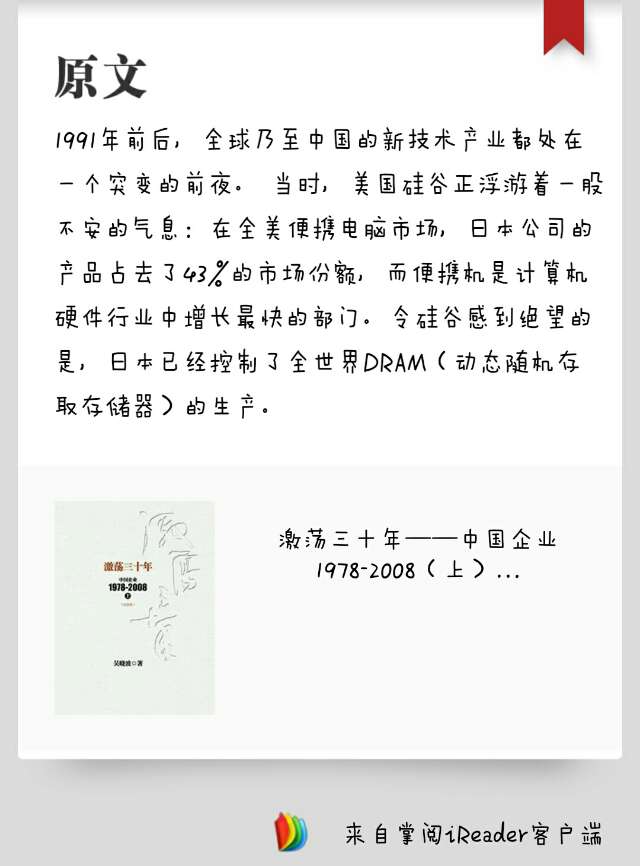 原文
1991年前后，全球乃至中国的新技术产业都处在
一个突变的前夜。 当时，美国硅谷正浮游着一股
不安的气息：在全美便携电脑市场，日本公司的
产品占去了43%的市场份额，而便携机是计算机
硬件行业中增长最快的部门。令硅谷感到绝望的
是，日本已经控制了全世界DRAM（动态随机存
取存储器）的生产。
激荡三十年
中国企业
1978-2008
上
吴晓波◎著
激荡三十年——中国企业
1978-2008（上）...
来自掌阅iReader客户端